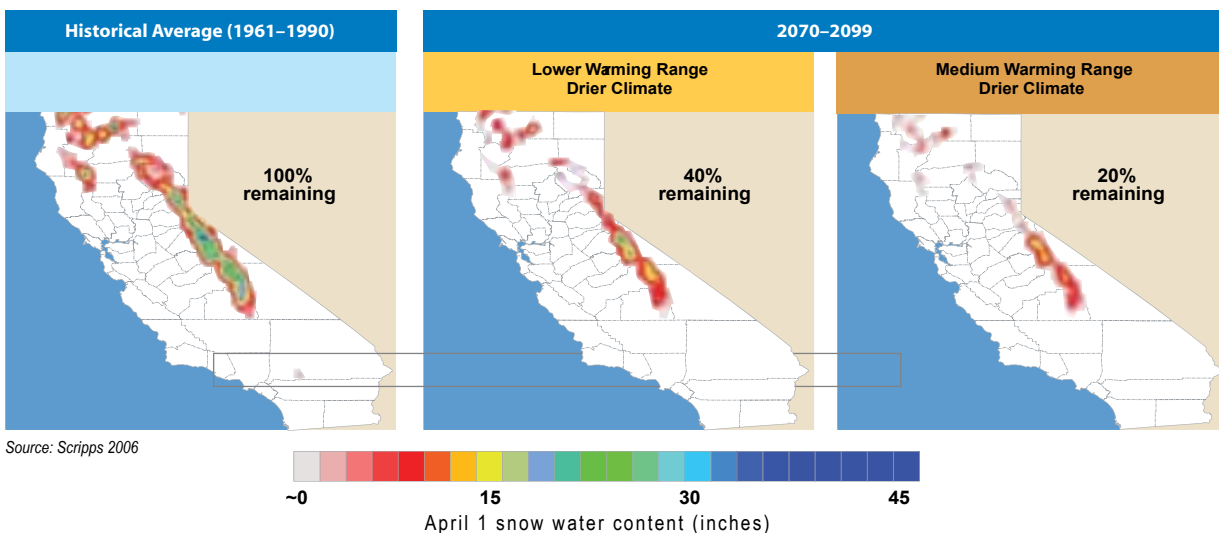 Historical Average (1961–1990)
2070–2099
Lower Warming Range
Drier Climate
Medium Warming Range
Drier Climate
100%
remaining
40%
remaining
20%
remaining
Source: Scripps 2006
~0
15
30
45
April 1 snow water content (inches)